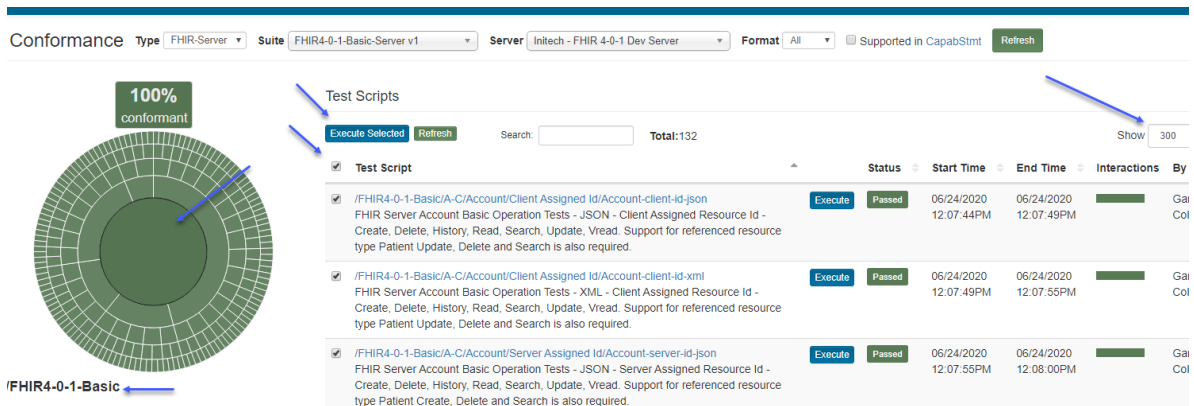 Conformance Type FHIR-Server Suite FHIR4-0-1-Basic-Server v1 Server Initech - FHIR 4-0-1 Dev Server Format All Supported in CapabStmt Refresh
100%
conformant
/FHIR4-0-1-Basic
Test Scripts
Execute Selected Refresh Search: Total:132 Show 300
Test Script Status Start Time End Time Interactions By
/FHIR4-0-1-Basic/A-C/Account/Client Assigned Id/Account-client-id-json Execute Passed 06/24/2020 06/24/2020
12:07:44PM 12:07:49PM
FHIR Server Account Basic Operation Tests - JSON - Client Assigned Resource Id -
Create, Delete, History, Read, Search, Update, Vread. Support for referenced resource
type Patient Update, Delete and Search is also required.
/FHIR4-0-1-Basic/A-C/Account/Client Assigned Id/Account-client-id-xml Execute Passed 06/24/2020 06/24/2020
12:07:49PM 12:07:55PM
FHIR Server Account Basic Operation Tests - XML - Client Assigned Resource Id -
Create, Delete, History, Read, Search, Update, Vread. Support for referenced resource
type Patient Update, Delete and Search is also required.
/FHIR4-0-1-Basic/A-C/Account/Server Assigned Id/Account-server-id-json Execute Passed 06/24/2020 06/24/2020
12:07:55PM 12:08:00PM
FHIR Server Account Basic Operation Tests - JSON - Server Assigned Resource Id -
Create, Delete, History, Read, Search, Update, Vread. Support for referenced resource
type Patient Create, Delete and Search is also required.